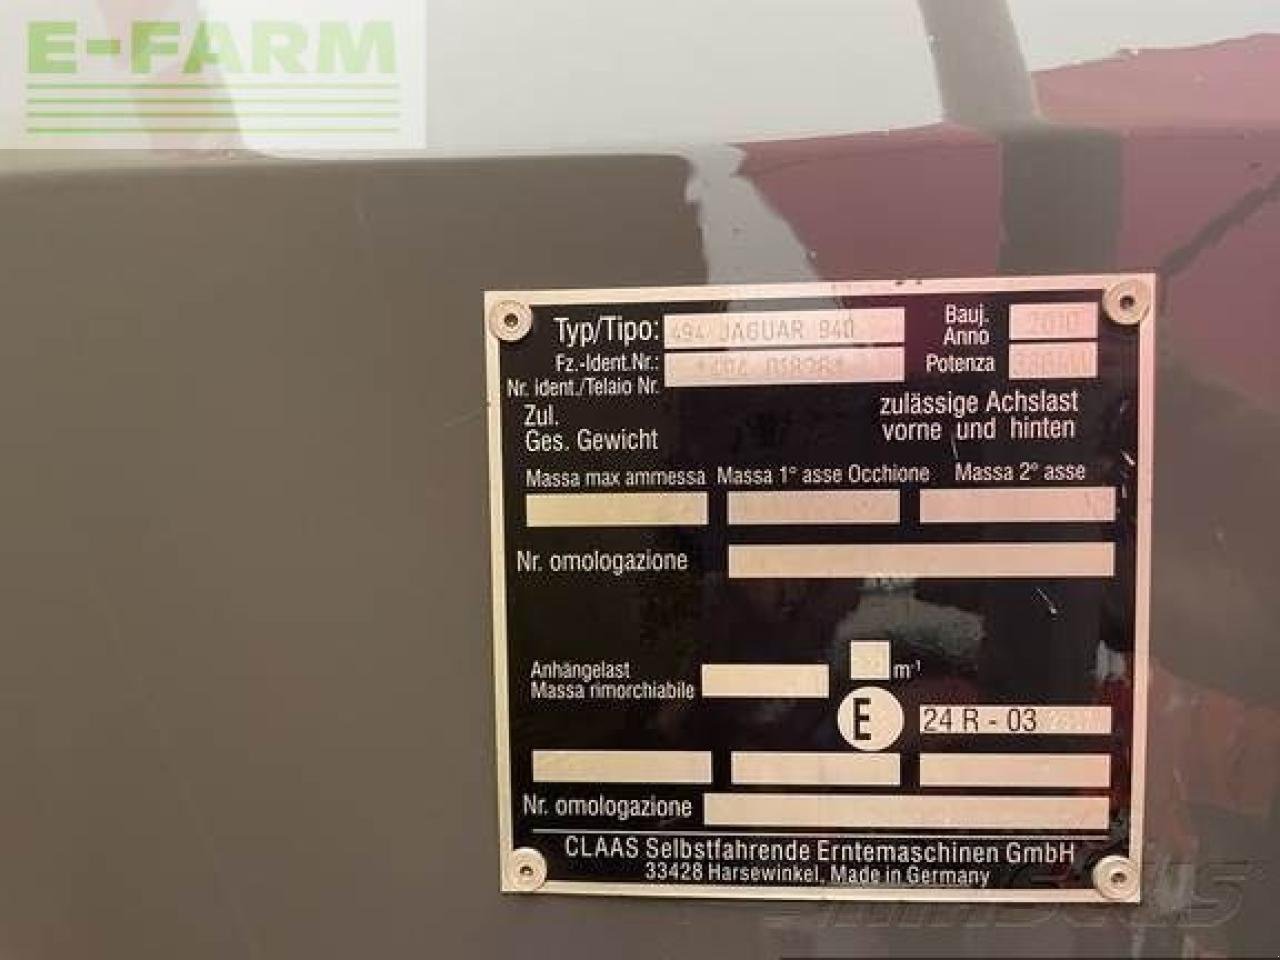 E-FARM
Typ/Tipo: 494 JAGUAR 840
Bauj. Anno 2010
Fz.-Ident.Nr.:
Nr. ident./Telaio Nr.
Potenza
Zul.
Ges. Gewicht
zulässige Achslast
vorne und hinten
Massa max ammessa Massa 1° asse Occhione Massa 2° asse
Nr. omologazione
Anhängelast
Massa rimorchiabile
m-1
E 24 R - 03
Nr. omologazione
CLAAS Selbstfahrende Erntemaschinen GmbH
33428 Harsewinkel, Made in Germany